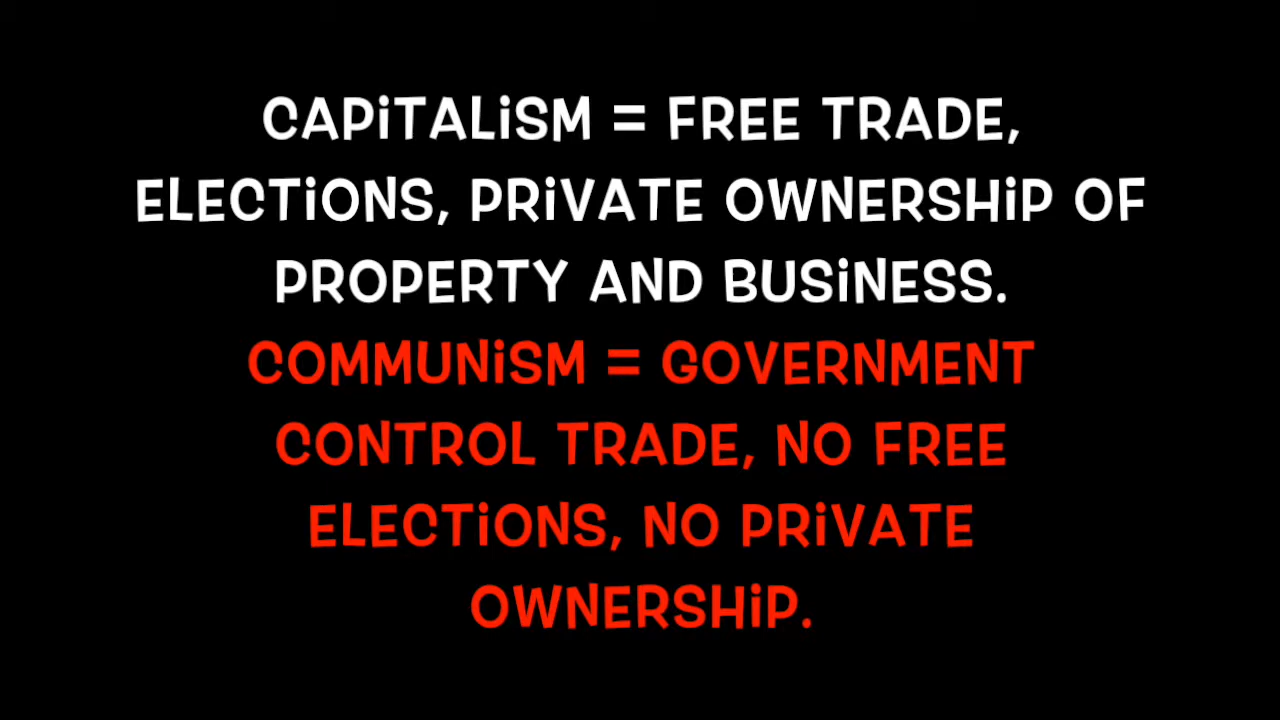 CAPiTALiSM = FREE TRADE,
ELECTiONS, PRiVATE OWNERSHiP OF
PROPERTY AND BUSiNESS.
COMMUNiSM = GOVERNMENT
CONTROL TRADE, NO FREE
ELECTiONS, NO PRiVATE
OWNERSHiP.